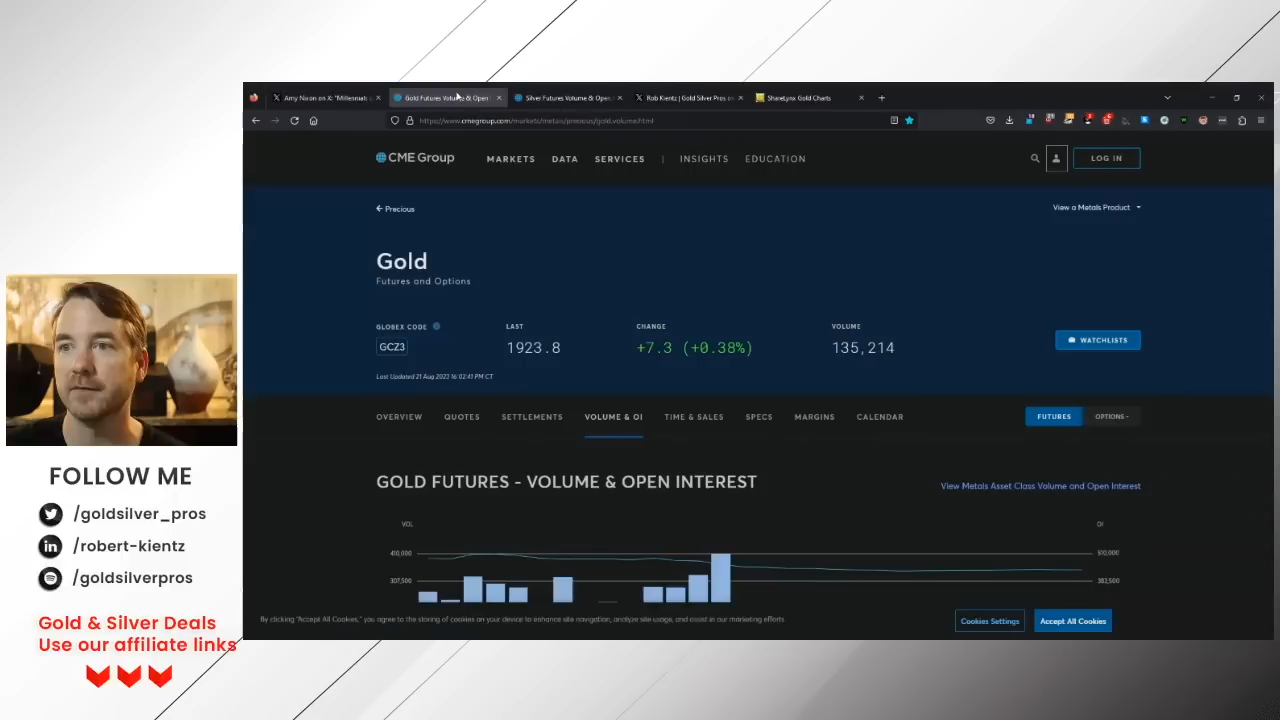 Amy Nixon on X: "Millennials
Gold Futures Volume & Open
Silver Futures Volume & Open
Rob Kientz | Gold Silver Pros on
ShareLynx Gold Charts
https://www.cmegroup.com/markets/metals/precious/gold.volume.html
CME Group
MARKETS DATA SERVICES | INSIGHTS EDUCATION
LOG IN
Precious
View a Metals Product
Gold
Futures and Options
GLOBEX CODE
LAST
CHANGE
VOLUME
GCZ3
1923.8
+7.3 (+0.38%)
135,214
WATCHLISTS
Last Updated 21 Aug 2023 16:02:41 PM CT
OVERVIEW QUOTES SETTLEMENTS VOLUME & OI TIME & SALES SPECS MARGINS CALENDAR
FUTURES
OPTIONS
GOLD FUTURES - VOLUME & OPEN INTEREST
View Metals Asset Class Volume and Open Interest
VOL
OI
410,000
510,000
307,500
382,500
By clicking "Accept All Cookies," you agree to the storing of cookies on your device to enhance site navigation, analyze site usage, and assist in our marketing efforts.
Cookies Settings
Accept All Cookies
FOLLOW ME
/goldsilver_pros
/robert-kientz
/goldsilverpros
Gold & Silver Deals
Use our affiliate links